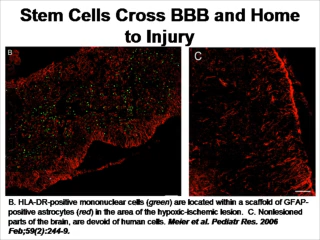 Stem Cells Cross BBB and Home
to Injury
B
C
B. HLA-DR-positive mononuclear cells (green) are located within a scaffold of GFAP-
positive astrocytes (red) in the area of the hypoxic-ischemic lesion.  C. Nonlesioned
parts of the brain, are devoid of human cells. Meier et al. Pediatr Res. 2006
Feb;59(2):244-9.